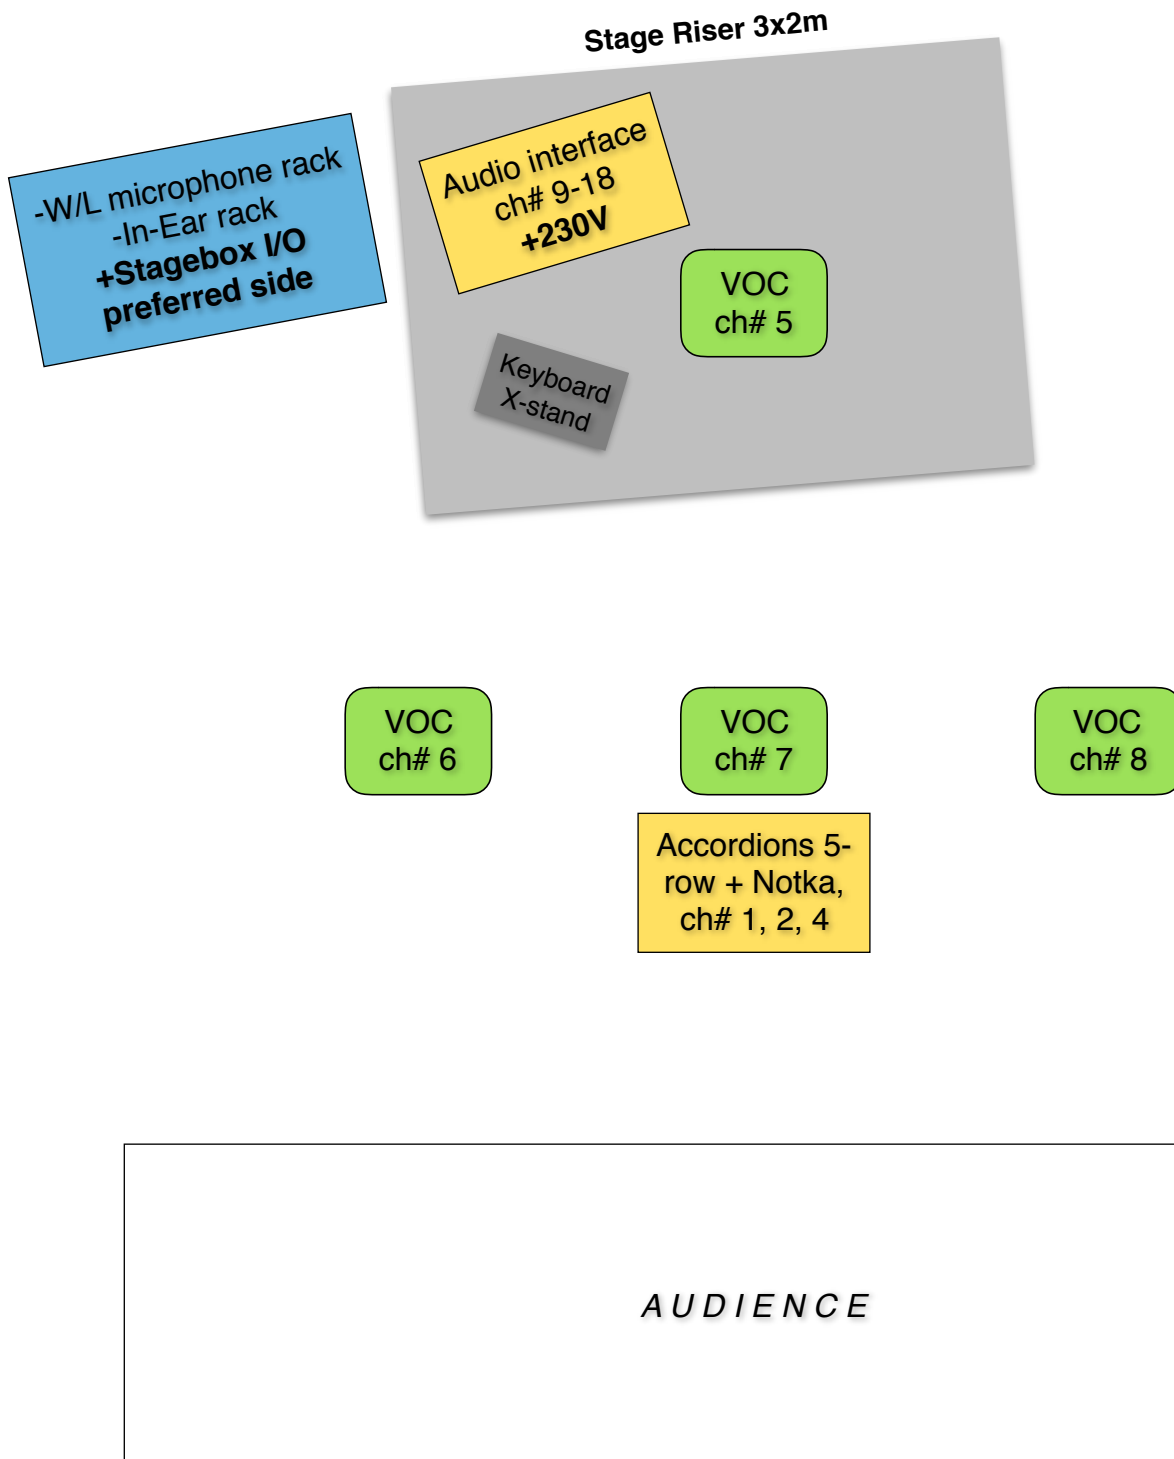 Stage Riser 3x2m
-W/L microphone rack
-In-Ear rack
+Stagebox I/O
preferred side
Audio interface
ch# 9-18
+230V
VOC
ch# 5
Keyboard
X-stand
VOC
ch# 6
VOC
ch# 7
VOC
ch# 8
Accordions 5-
row + Notka,
ch# 1, 2, 4
A U D I E N C E